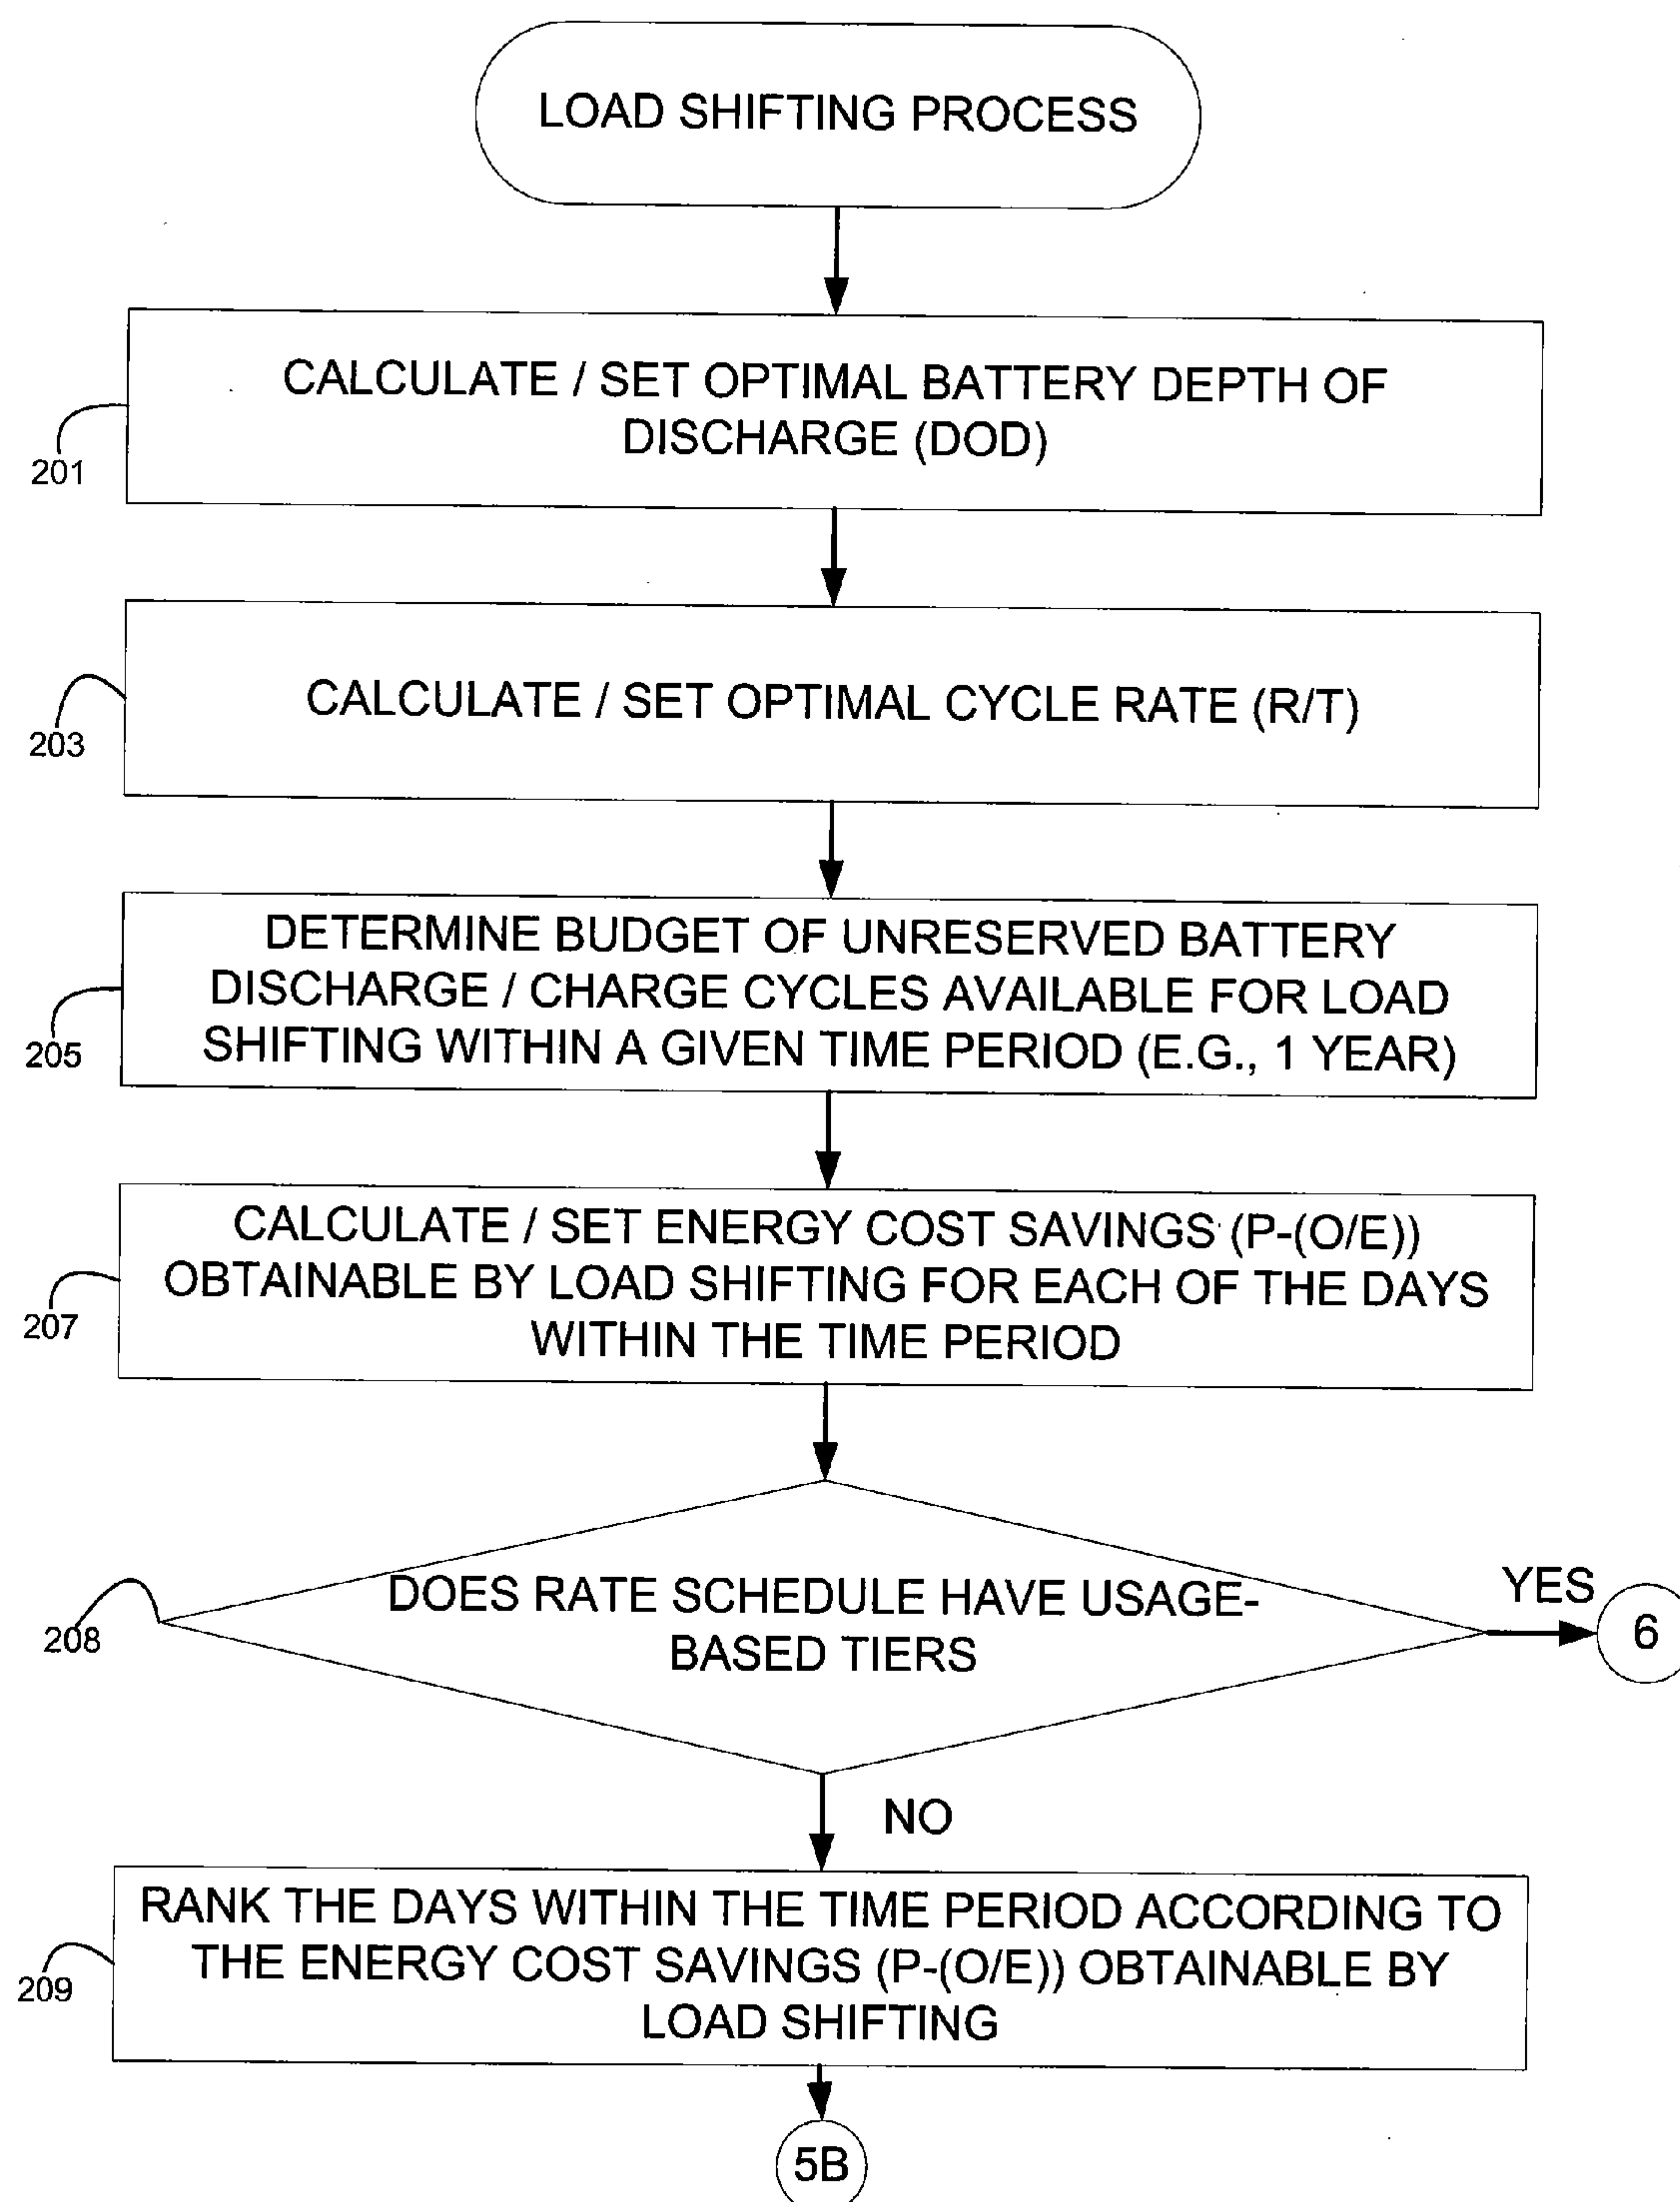 LOAD SHIFTING PROCESS
CALCULATE / SET OPTIMAL BATTERY DEPTH OF
DISCHARGE (DOD)
201
CALCULATE / SET OPTIMAL CYCLE RATE (R/T)
203
DETERMINE BUDGET OF UNRESERVED BATTERY
DISCHARGE / CHARGE CYCLES AVAILABLE FOR LOAD
SHIFTING WITHIN A GIVEN TIME PERIOD (E.G., 1 YEAR)
205
CALCULATE / SET ENERGY COST SAVINGS (P-(O/E))
OBTAINABLE BY LOAD SHIFTING FOR EACH OF THE DAYS
WITHIN THE TIME PERIOD
207
DOES RATE SCHEDULE HAVE USAGE-
BASED TIERS
208
YES
6
NO
RANK THE DAYS WITHIN THE TIME PERIOD ACCORDING TO
THE ENERGY COST SAVINGS (P-(O/E)) OBTAINABLE BY
LOAD SHIFTING
209
5B